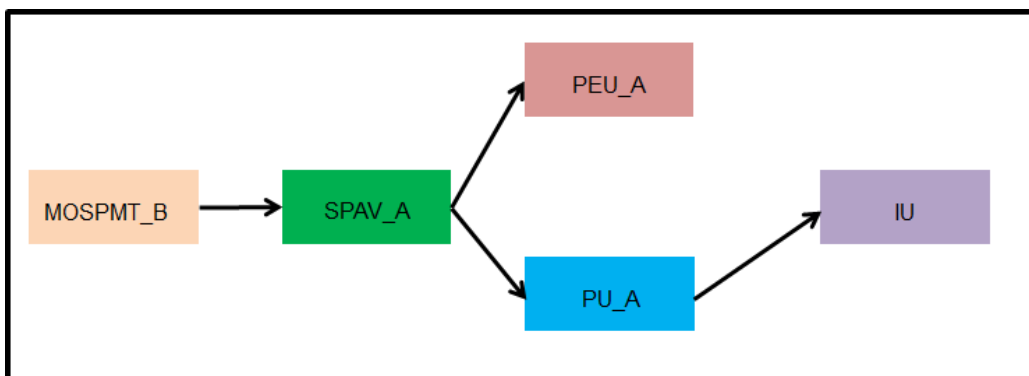 PEU_A
MOSPMT_B
SPAV_A
IU
PU_A